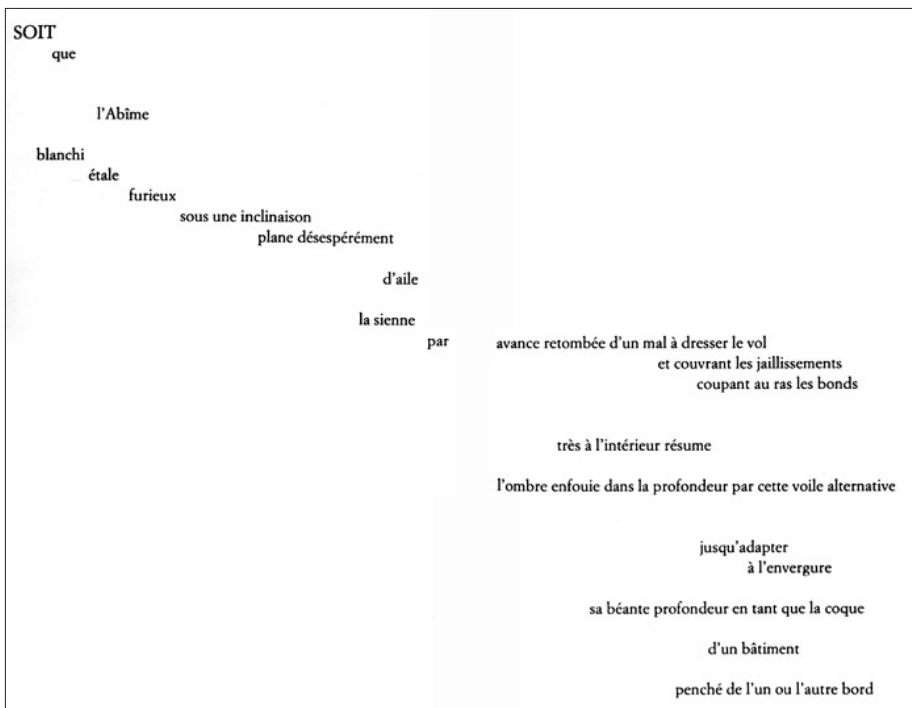 SOIT
que
l'Abîme
blanchi
étale
furieux
sous une inclinaison
plane désespérément
d'aile
la sienne
par avance retombée d'un mal à dresser le vol
et couvrant les jaillissements
coupant au ras les bonds
très à l'intérieur résume
l'ombre enfouie dans la profondeur par cette voile alternative
jusqu'adapter
à l'envergure
sa béante profondeur en tant que la coque
d'un bâtiment
penché de l'un ou l'autre bord